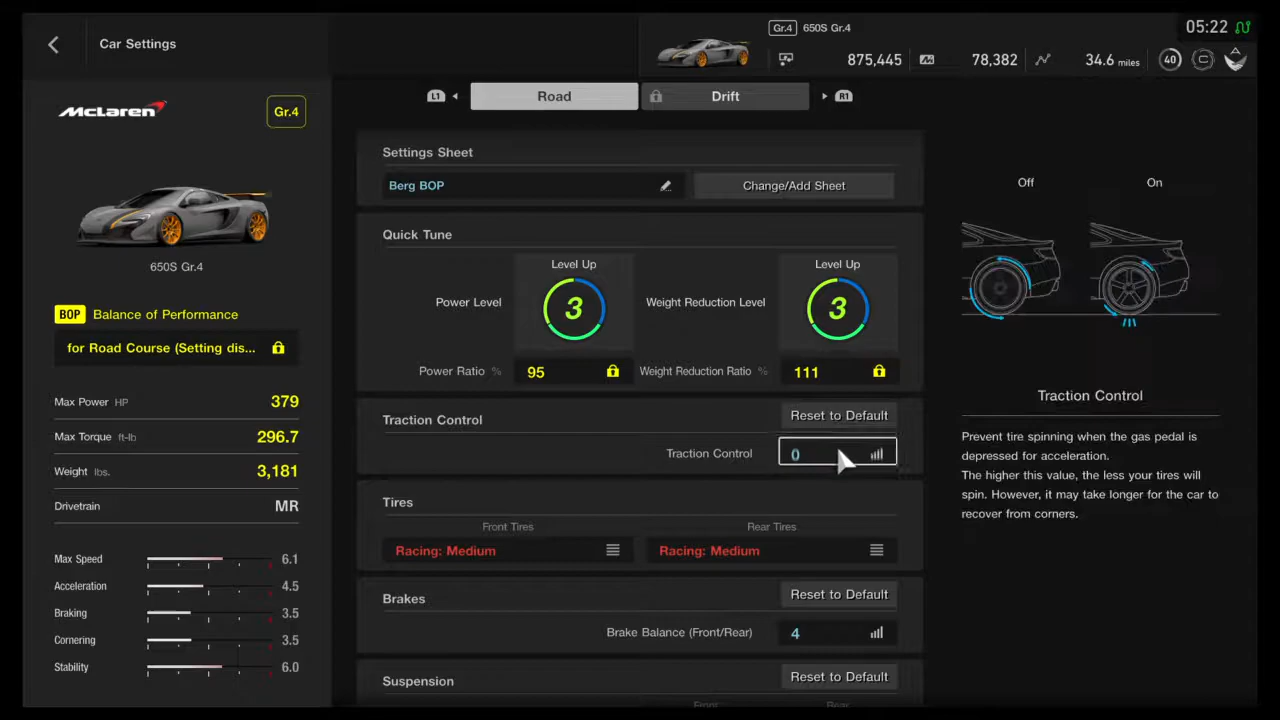 Car Settings
Gr.4 650S Gr.4
05:22
875,445 78,382 34.6 miles 40 C A
L1 Road Drift R1
McLaren
Gr.4
650S Gr.4
BOP Balance of Performance
for Road Course (Setting dis...
Max Power HP 379
Max Torque ft-lb 296.7
Weight lbs. 3,181
Drivetrain MR
Max Speed 6.1
Acceleration 4.5
Braking 3.5
Cornering 3.5
Stability 6.0
Settings Sheet
Berg BOP Change/Add Sheet
Quick Tune
Level Up Level Up
Power Level 3 Weight Reduction Level 3
Power Ratio % 95 Weight Reduction Ratio % 111
Traction Control Reset to Default
Traction Control 0
Tires
Front Tires Rear Tires
Racing: Medium Racing: Medium
Brakes Reset to Default
Brake Balance (Front/Rear) 4
Suspension Reset to Default
Front Rear
Off On
Traction Control
Prevent tire spinning when the gas pedal is
depressed for acceleration.
The higher this value, the less your tires will
spin. However, it may take longer for the car to
recover from corners.